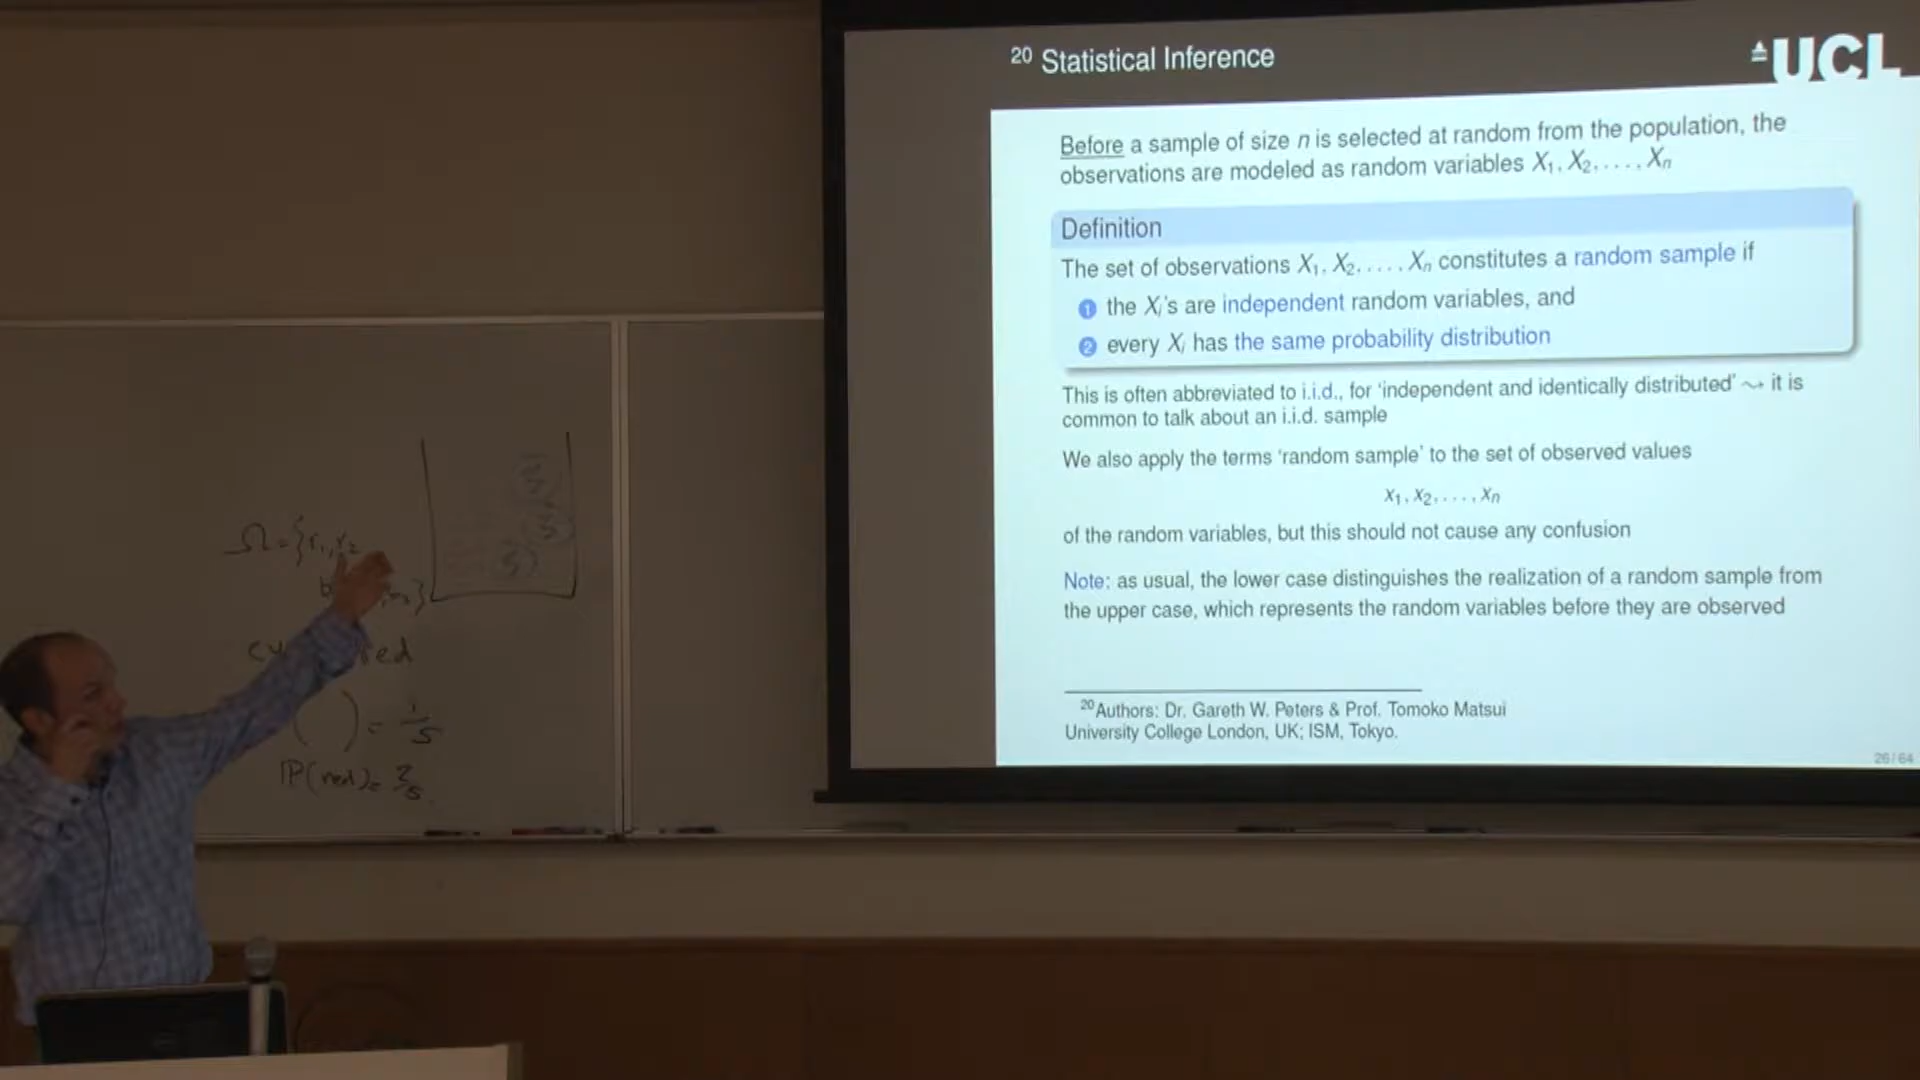 20 Statistical Inference
UCL
Before a sample of size n is selected at random from the population, the
observations are modeled as random variables X₁, X₂, . . . , Xₙ
Definition
The set of observations X₁, X₂, . . . , Xₙ constitutes a random sample if
1 the Xᵢ's are independent random variables, and
2 every Xᵢ has the same probability distribution
This is often abbreviated to i.i.d., for 'independent and identically distributed' ⇝ it is
common to talk about an i.i.d. sample
We also apply the terms 'random sample' to the set of observed values
x₁, x₂, . . . , xₙ
of the random variables, but this should not cause any confusion
Note: as usual, the lower case distinguishes the realization of a random sample from
the upper case, which represents the random variables before they are observed
20 Authors: Dr. Gareth W. Peters & Prof. Tomoko Matsui
University College London, UK; ISM, Tokyo.
26 / 64
Ω = {r₁, r₂
b
red
( ) = 1/5
IP(red) =